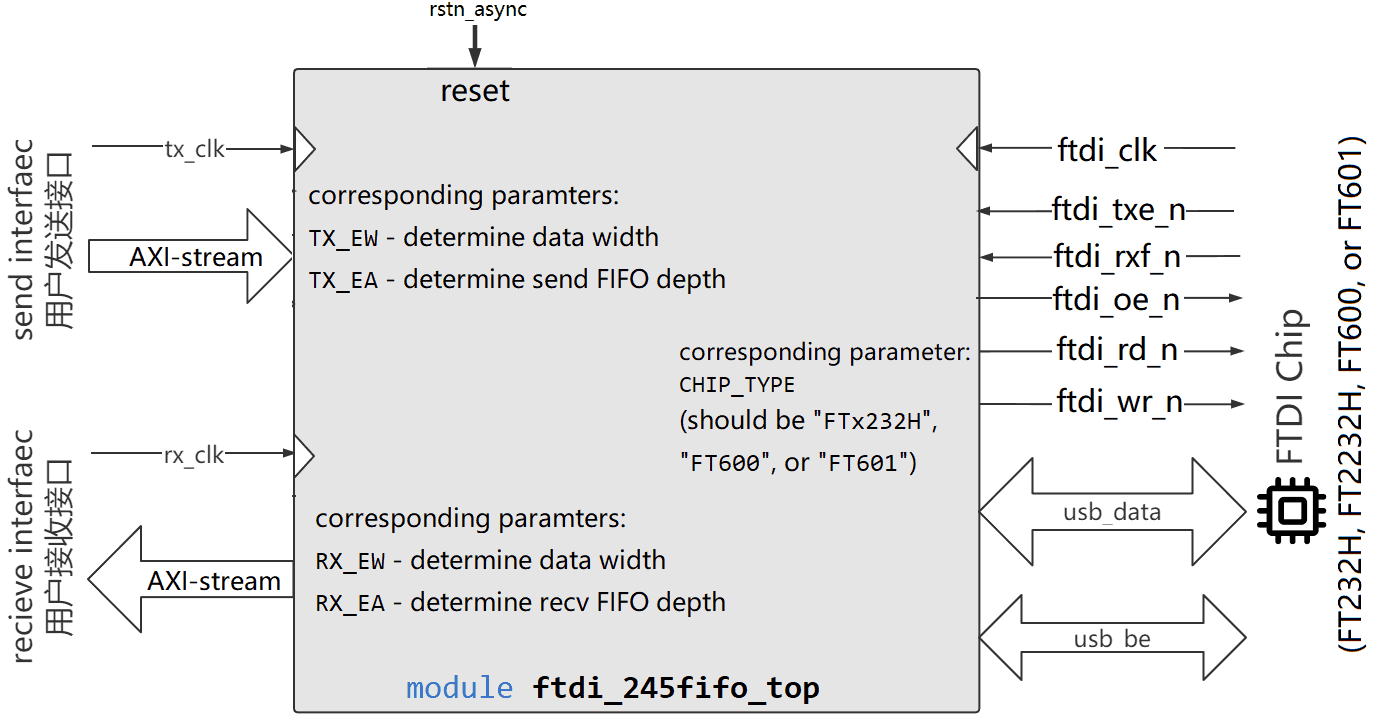 rstn_async
reset
tx_clk
send interfaec
用户发送接口
AXI-stream
corresponding paramters:
TX_EW - determine data width
TX_EA - determine send FIFO depth
ftdi_clk
ftdi_txe_n
ftdi_rxf_n
ftdi_oe_n
ftdi_rd_n
ftdi_wr_n
corresponding parameter:
CHIP_TYPE
(should be "FTx232H",
"FT600", or "FT601")
rx_clk
recieve interfaec
用户接收接口
AXI-stream
corresponding paramters:
RX_EW - determine data width
RX_EA - determine recv FIFO depth
usb_data
usb_be
FTDI Chip
(FT232H, FT2232H, FT600, or FT601)
module ftdi_245fifo_top